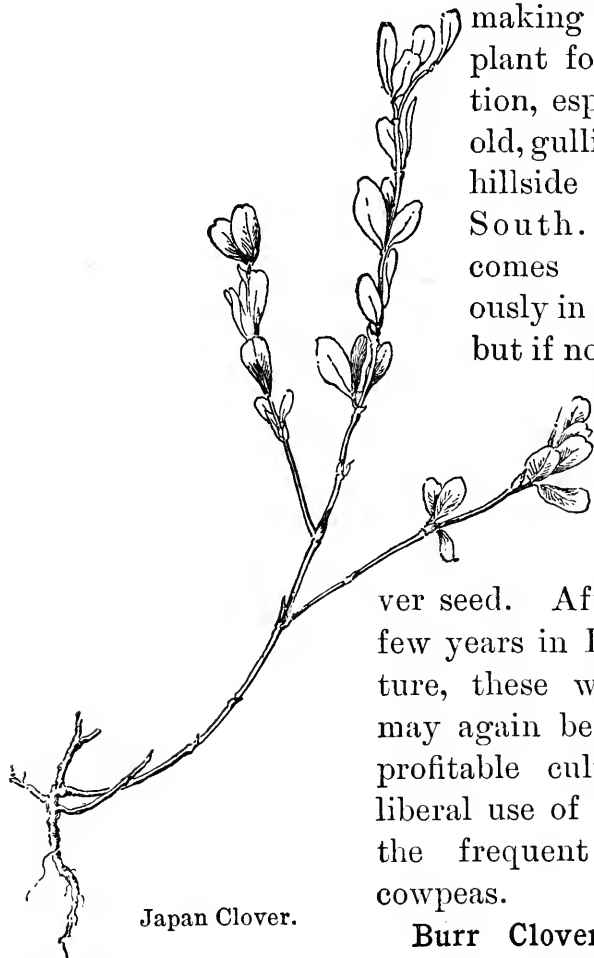 making
plant fo
tion, esp
old, gulli
hillside
South.
comes
ously in
but if no
ver seed. Af
few years in
ture, these w
may again be
profitable cul
liberal use of
the frequent
cowpeas.
Japan Clover.
Burr Clover